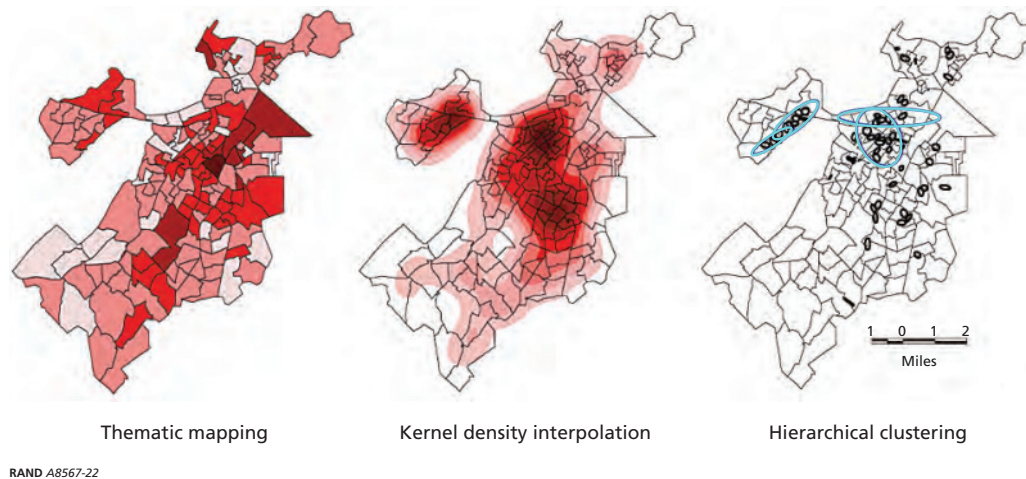 1 0 1 2
Miles
Thematic mapping
Kernel density interpolation
Hierarchical clustering
RAND A8567-22